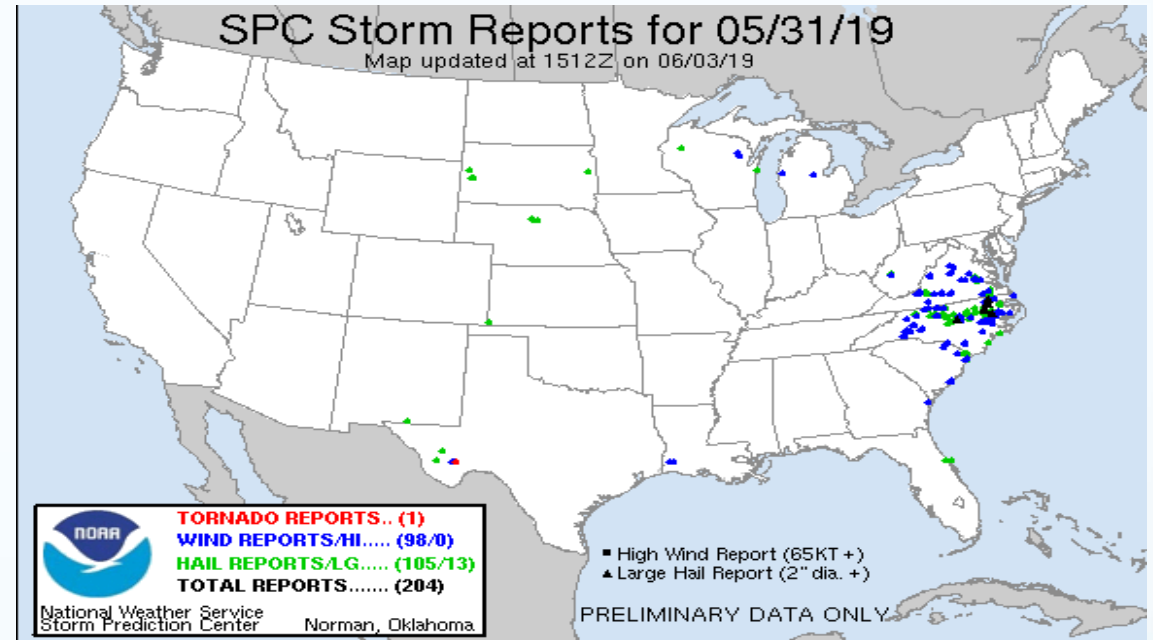 SPC Storm Reports for 05/31/19
Map updated at 1512Z on 06/03/19
NOAA
TORNADO REPORTS.. (1)
WIND REPORTS/HI..... (98/0)
HAIL REPORTS/LG..... (105/13)
TOTAL REPORTS....... (204)
National Weather Service
Storm Prediction Center Norman, Oklahoma
High Wind Report (65KT +)
Large Hail Report (2" dia. +)
PRELIMINARY DATA ONLY